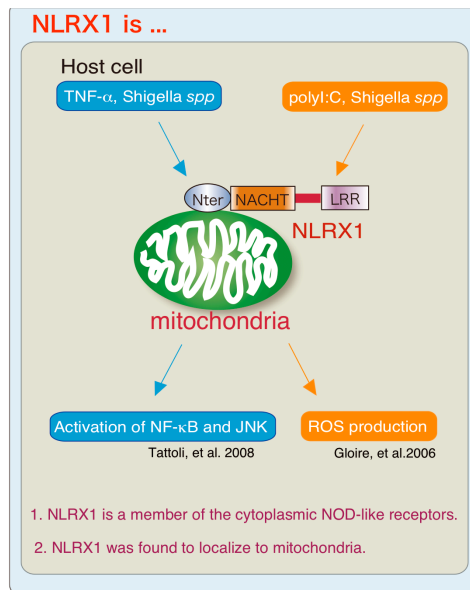 NLRX1 is ...
Host cell
TNF-α, Shigella spp
polyI:C, Shigella spp
Nter
NACHT
LRR
NLRX1
mitochondria
Activation of NF-κB and JNK
ROS production
Tattoli, et al. 2008
Gloire, et al.2006
1. NLRX1 is a member of the cytoplasmic NOD-like receptors.
2. NLRX1 was found to localize to mitochondria.